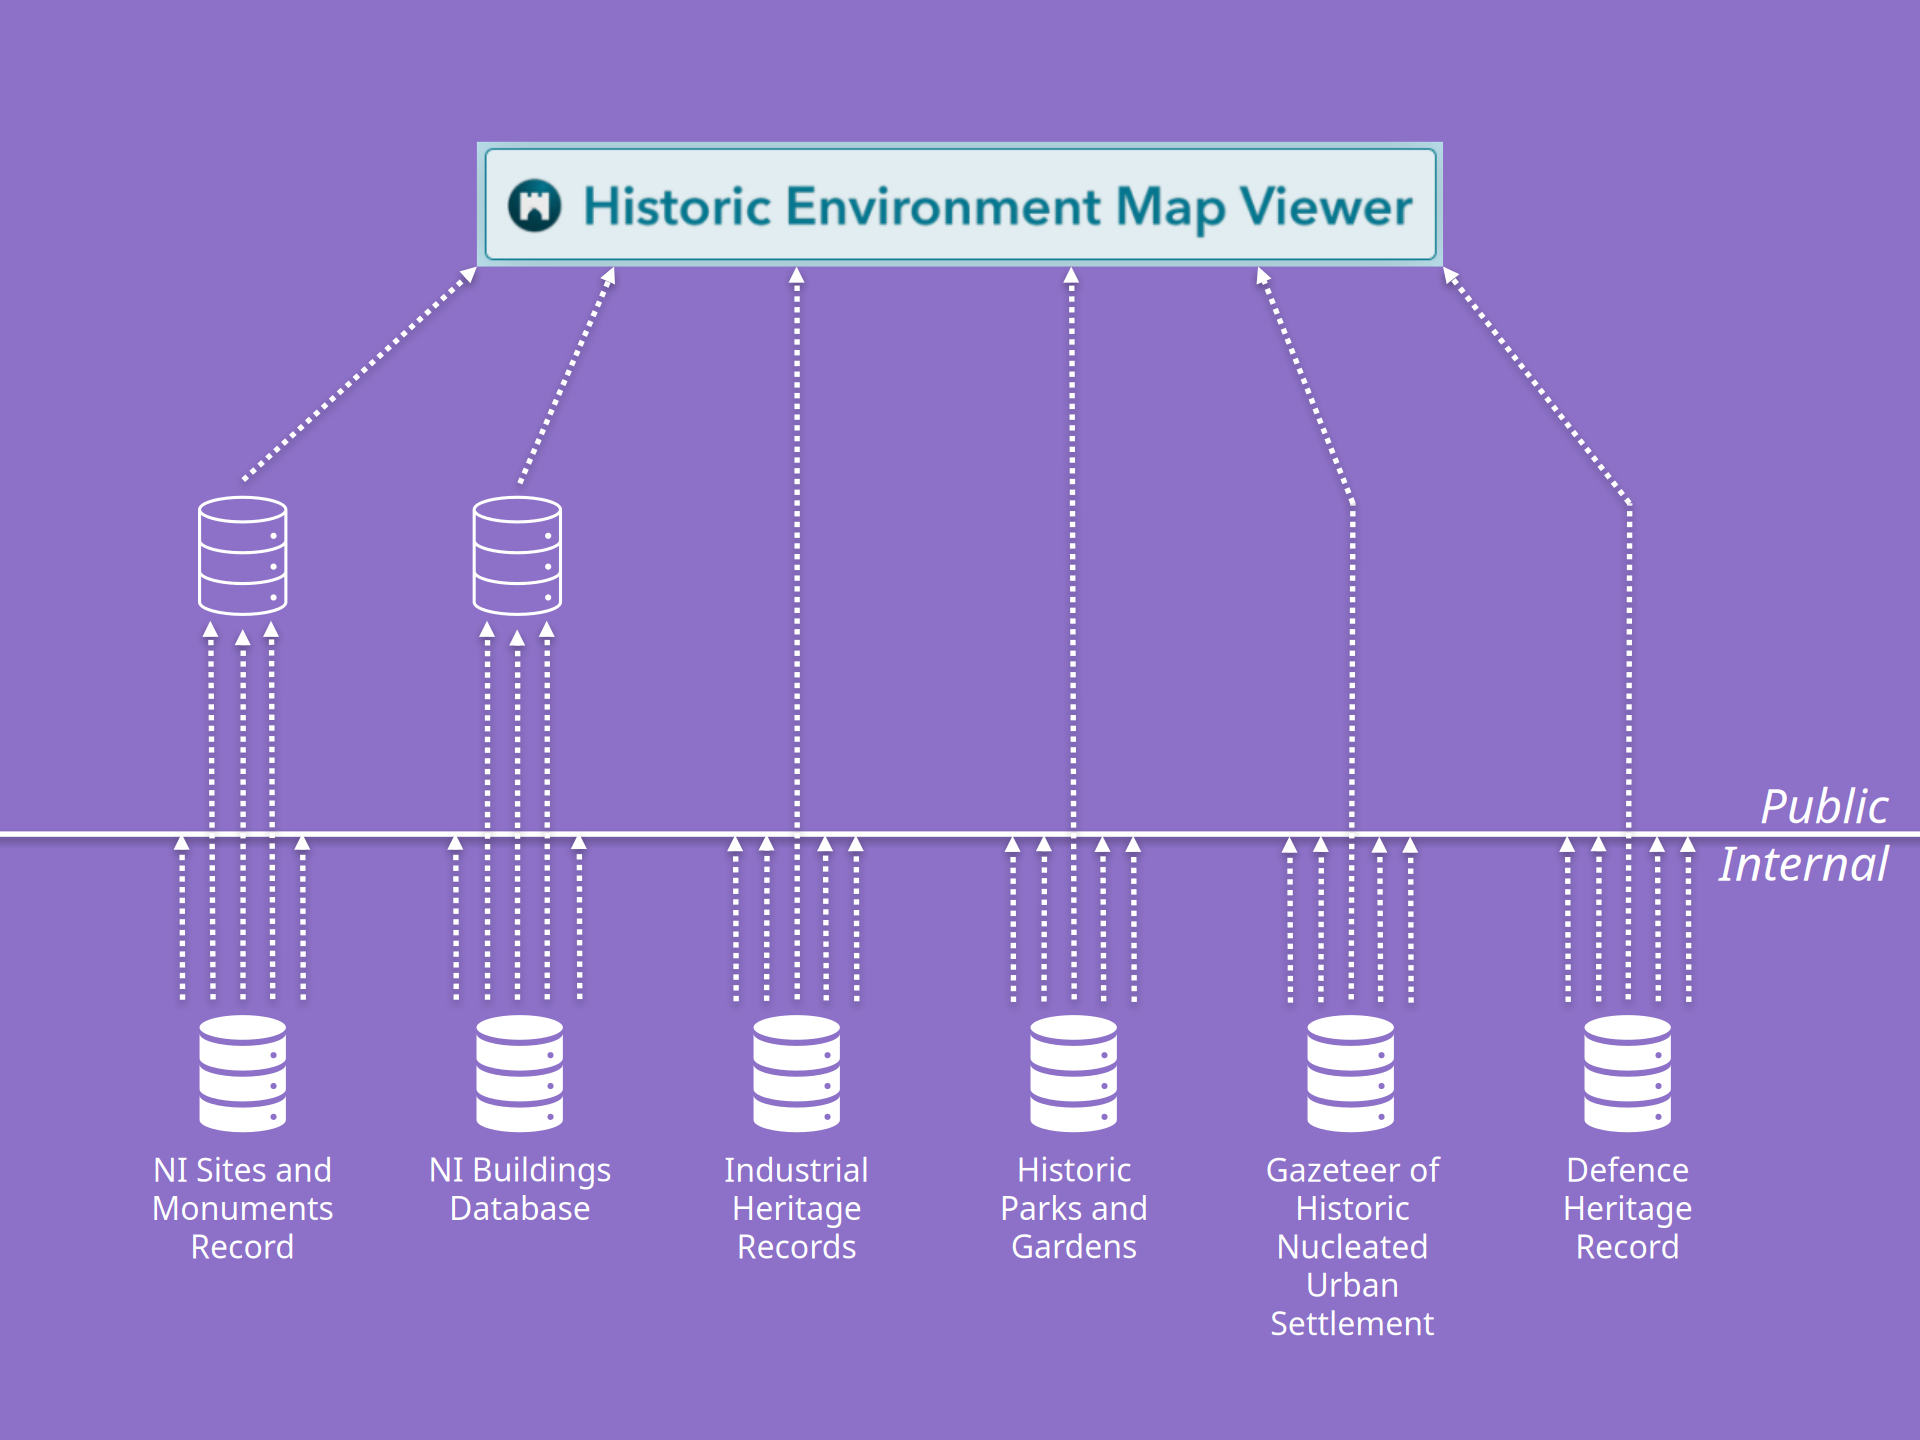 Historic Environment Map Viewer
Public
Internal
NI Sites and
Monuments
Record
NI Buildings
Database
Industrial
Heritage
Records
Historic
Parks and
Gardens
Gazeteer of
Historic
Nucleated
Urban
Settlement
Defence
Heritage
Record